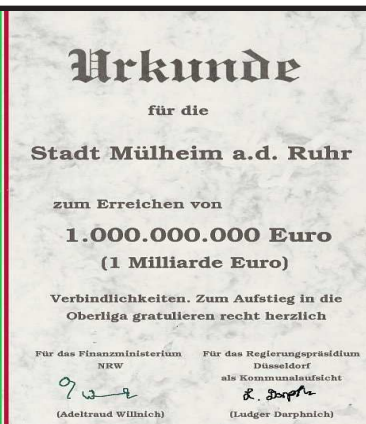 Urkunde
für die
Stadt Mülheim a.d. Ruhr
zum Erreichen von
1.000.000.000 Euro
(1 Milliarde Euro)
Verbindlichkeiten. Zum Aufstieg in die
Oberliga gratulieren recht herzlich
Für das Finanzministerium
NRW
(Adeltraud Willnich)
Für das Regierungspräsidium
Düsseldorf
als Kommunalaufsicht
L. Darphn
(Ludger Darphnich)